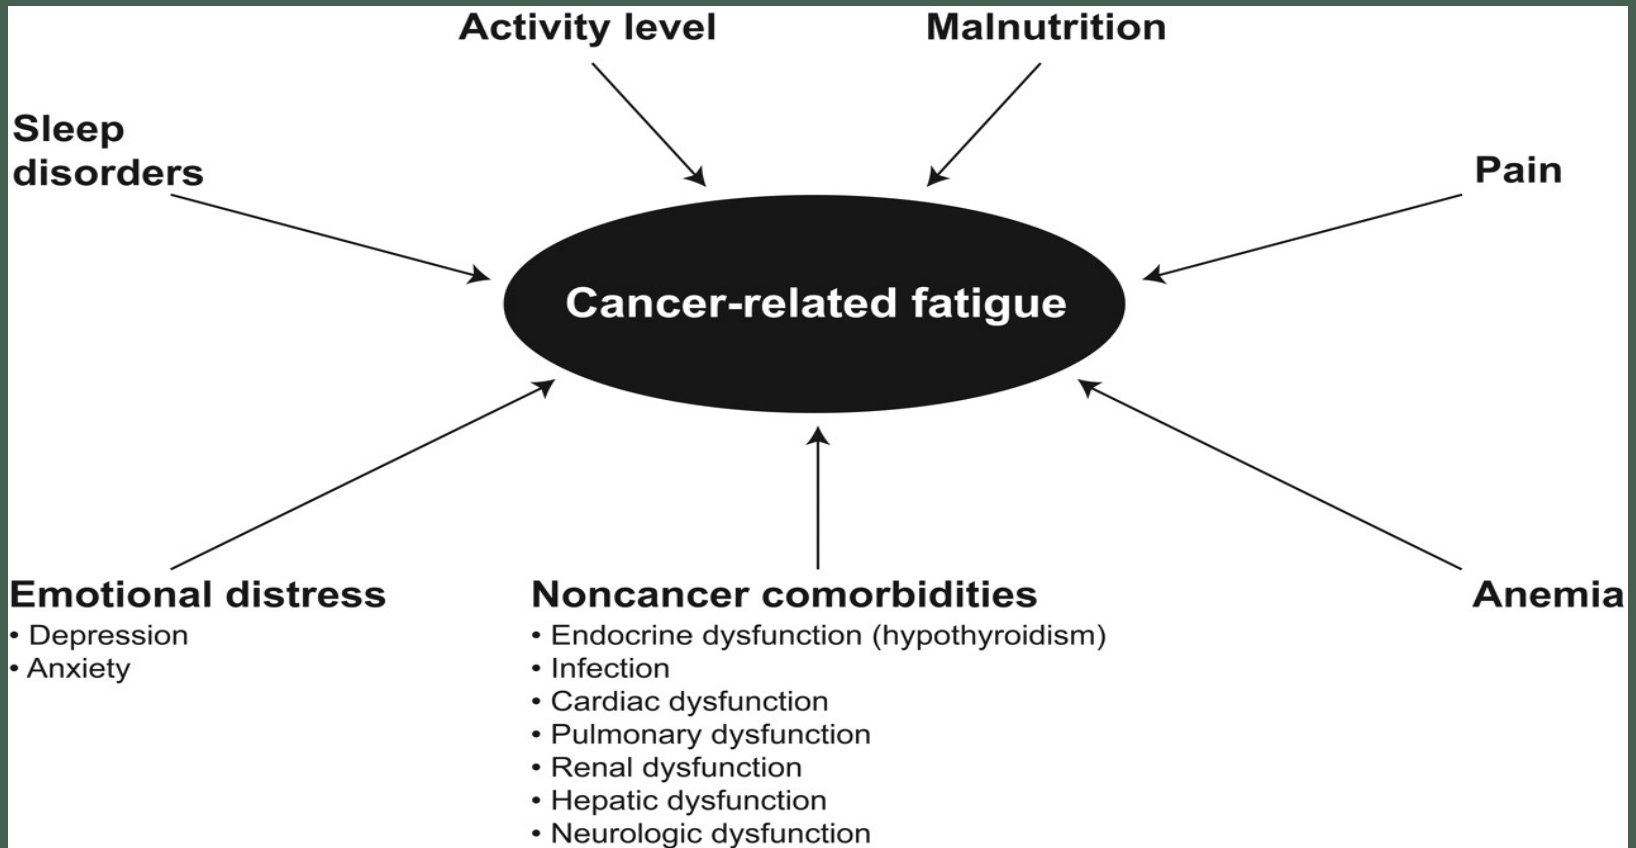 Activity level
Malnutrition
Sleep
disorders
Pain
Cancer-related fatigue
Emotional distress
• Depression
• Anxiety
Noncancer comorbidities
• Endocrine dysfunction (hypothyroidism)
• Infection
• Cardiac dysfunction
• Pulmonary dysfunction
• Renal dysfunction
• Hepatic dysfunction
• Neurologic dysfunction
Anemia